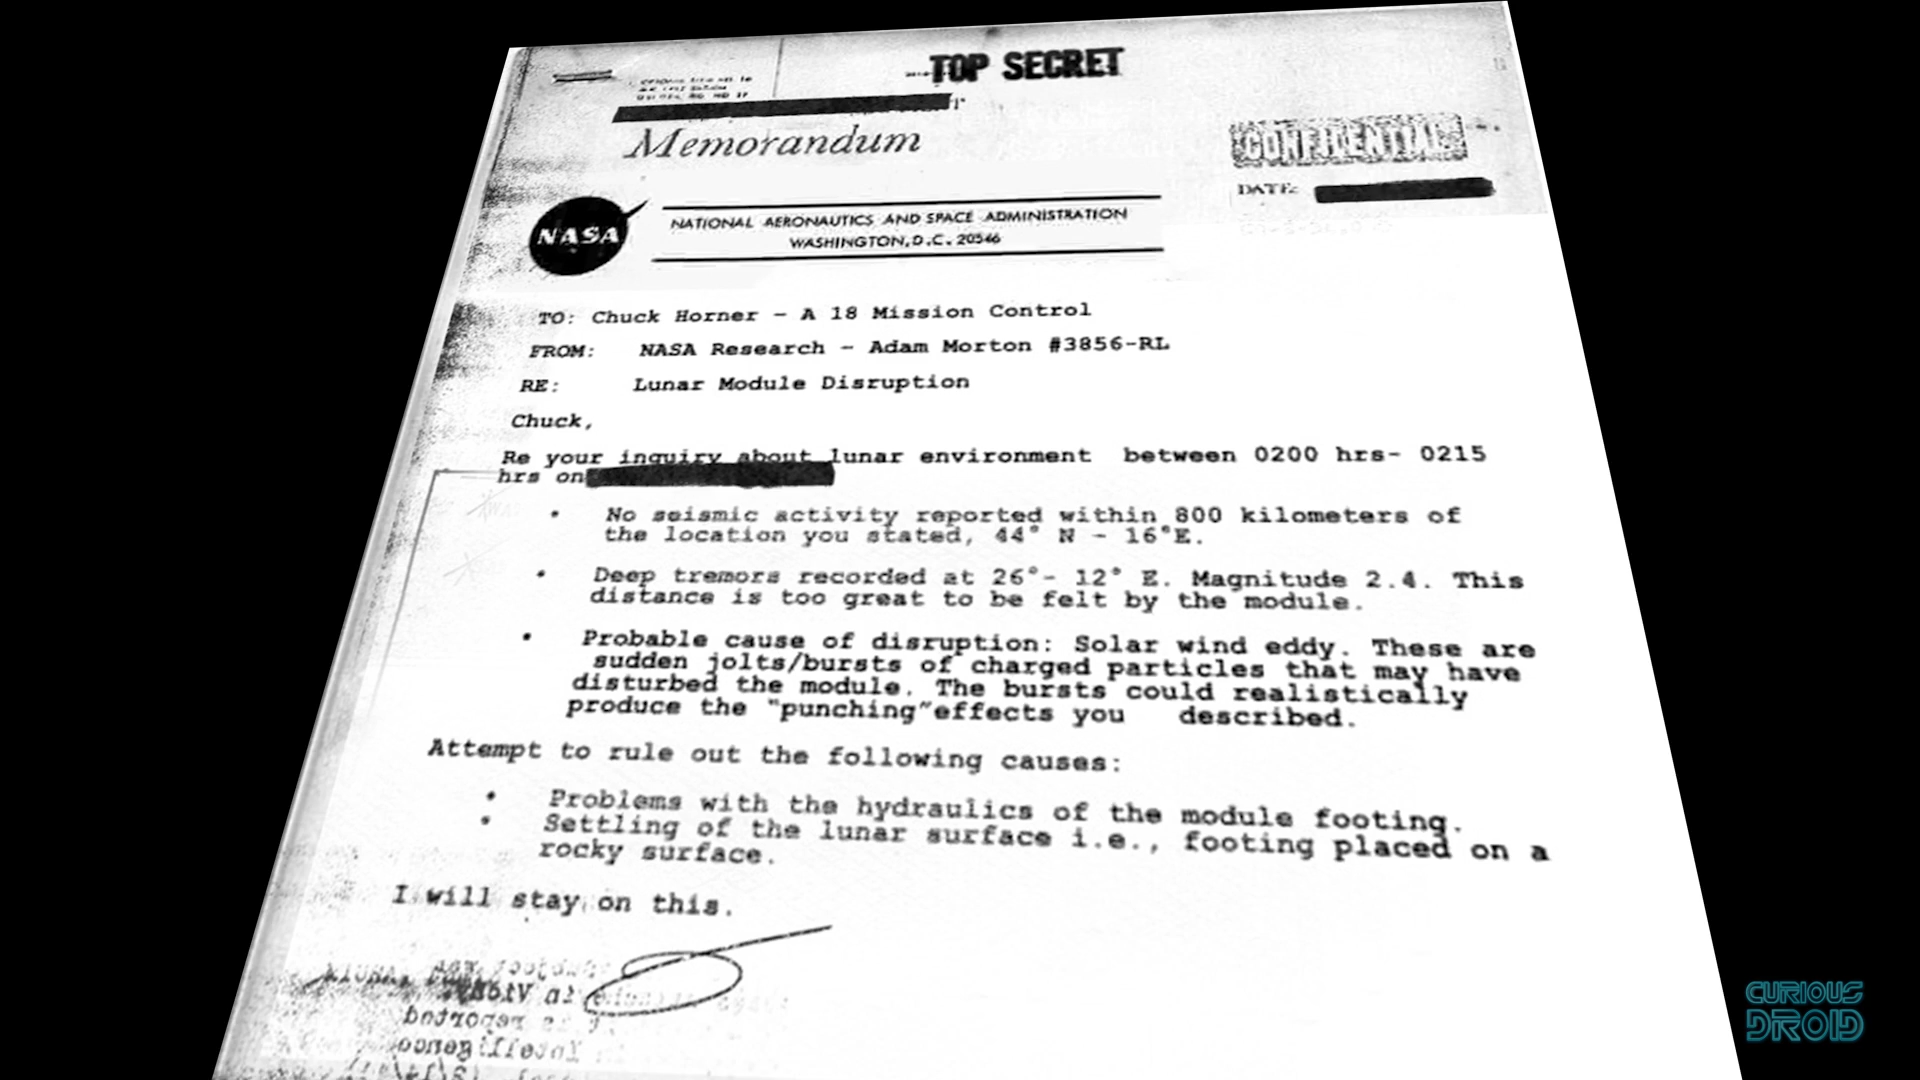 TOP SECRET
Memorandum
CONFIDENTIAL
DATE:
NASA
NATIONAL AERONAUTICS AND SPACE ADMINISTRATION
WASHINGTON, D.C. 20546
TO: Chuck Horner - A 18 Mission Control
FROM: NASA Research - Adam Morton #3856-RL
RE: Lunar Module Disruption
Chuck,
Re your inquiry about lunar environment between 0200 hrs- 0215
hrs on
• No seismic activity reported within 800 kilometers of
the location you stated, 44° N - 16°E.
• Deep tremors recorded at 26°- 12° E. Magnitude 2.4. This
distance is too great to be felt by the module.
• Probable cause of disruption: Solar wind eddy. These are
sudden jolts/bursts of charged particles that may have
disturbed the module. The bursts could realistically
produce the "punching"effects you described.
Attempt to rule out the following causes:
• Problems with the hydraulics of the module footing.
• Settling of the lunar surface i.e., footing placed on a
rocky surface.
I will stay on this.
CURIOUS
DROID